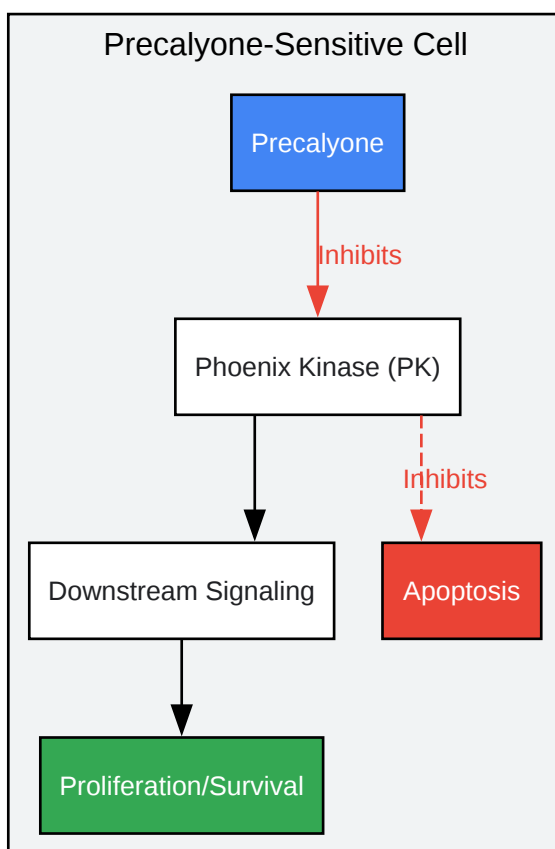 Precalyone-Sensitive Cell
Precalyone
Inhibits
Phoenix Kinase (PK)
Inhibits
Downstream Signaling
Apoptosis
Proliferation/Survival